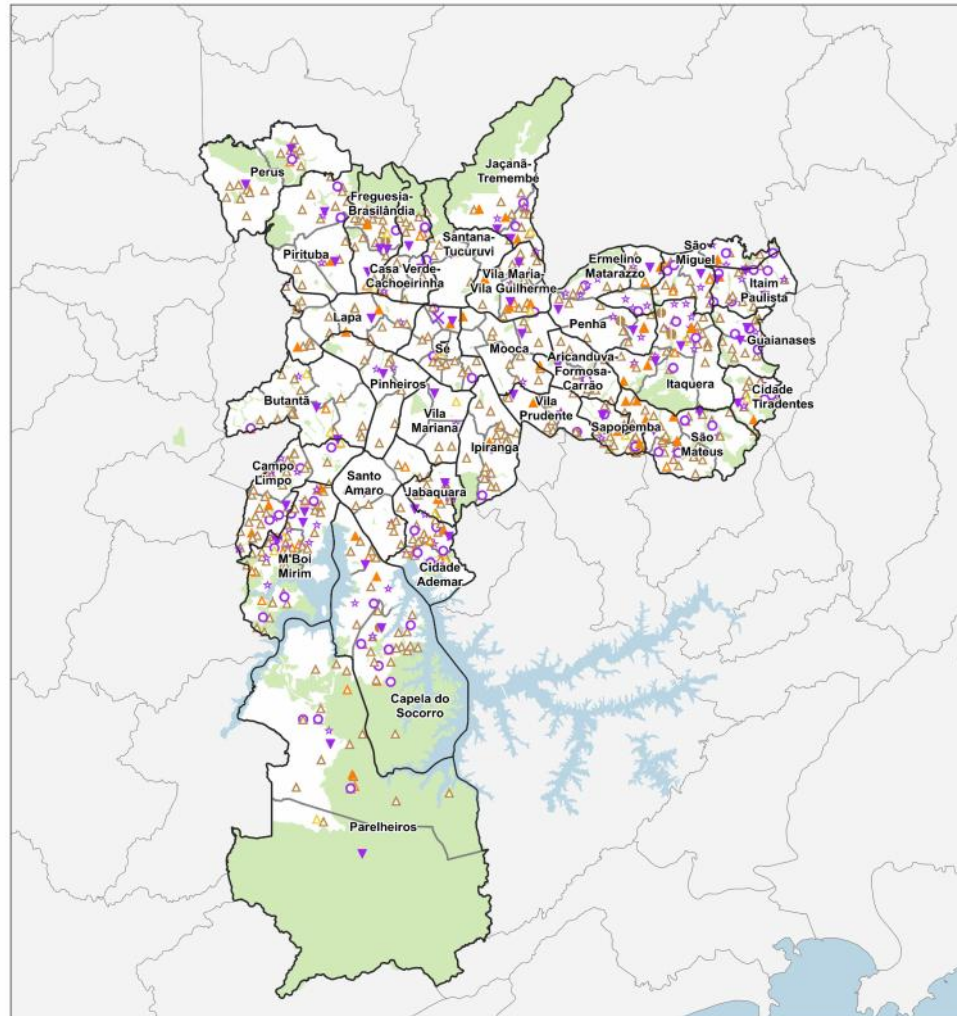 Jaçanã-
Tremembé
Perus
Freguesia-
Brasilândia
Santana-
Tucuruvi
São
Miguel
Ermelino
Matarazzo
Pirituba
Casa Verde-
Cachoeirinha
Vila Maria-
Vila Guilherme
Itaim
Paulista
Lapa
Penha
Guaianases
Sé
Mooca
Aricanduva-
Formosa-
Carrão
Itaquera
Pinheiros
Butantã
Cidade
Tiradentes
Vila
Mariana
Vila
Prudente
Sapopemba
São
Mateus
Ipiranga
Campo
Limpo
Santo
Amaro
Jabaquara
M'Boi
Mirim
Cidade
Ademar
Capela do
Socorro
Parelheiros